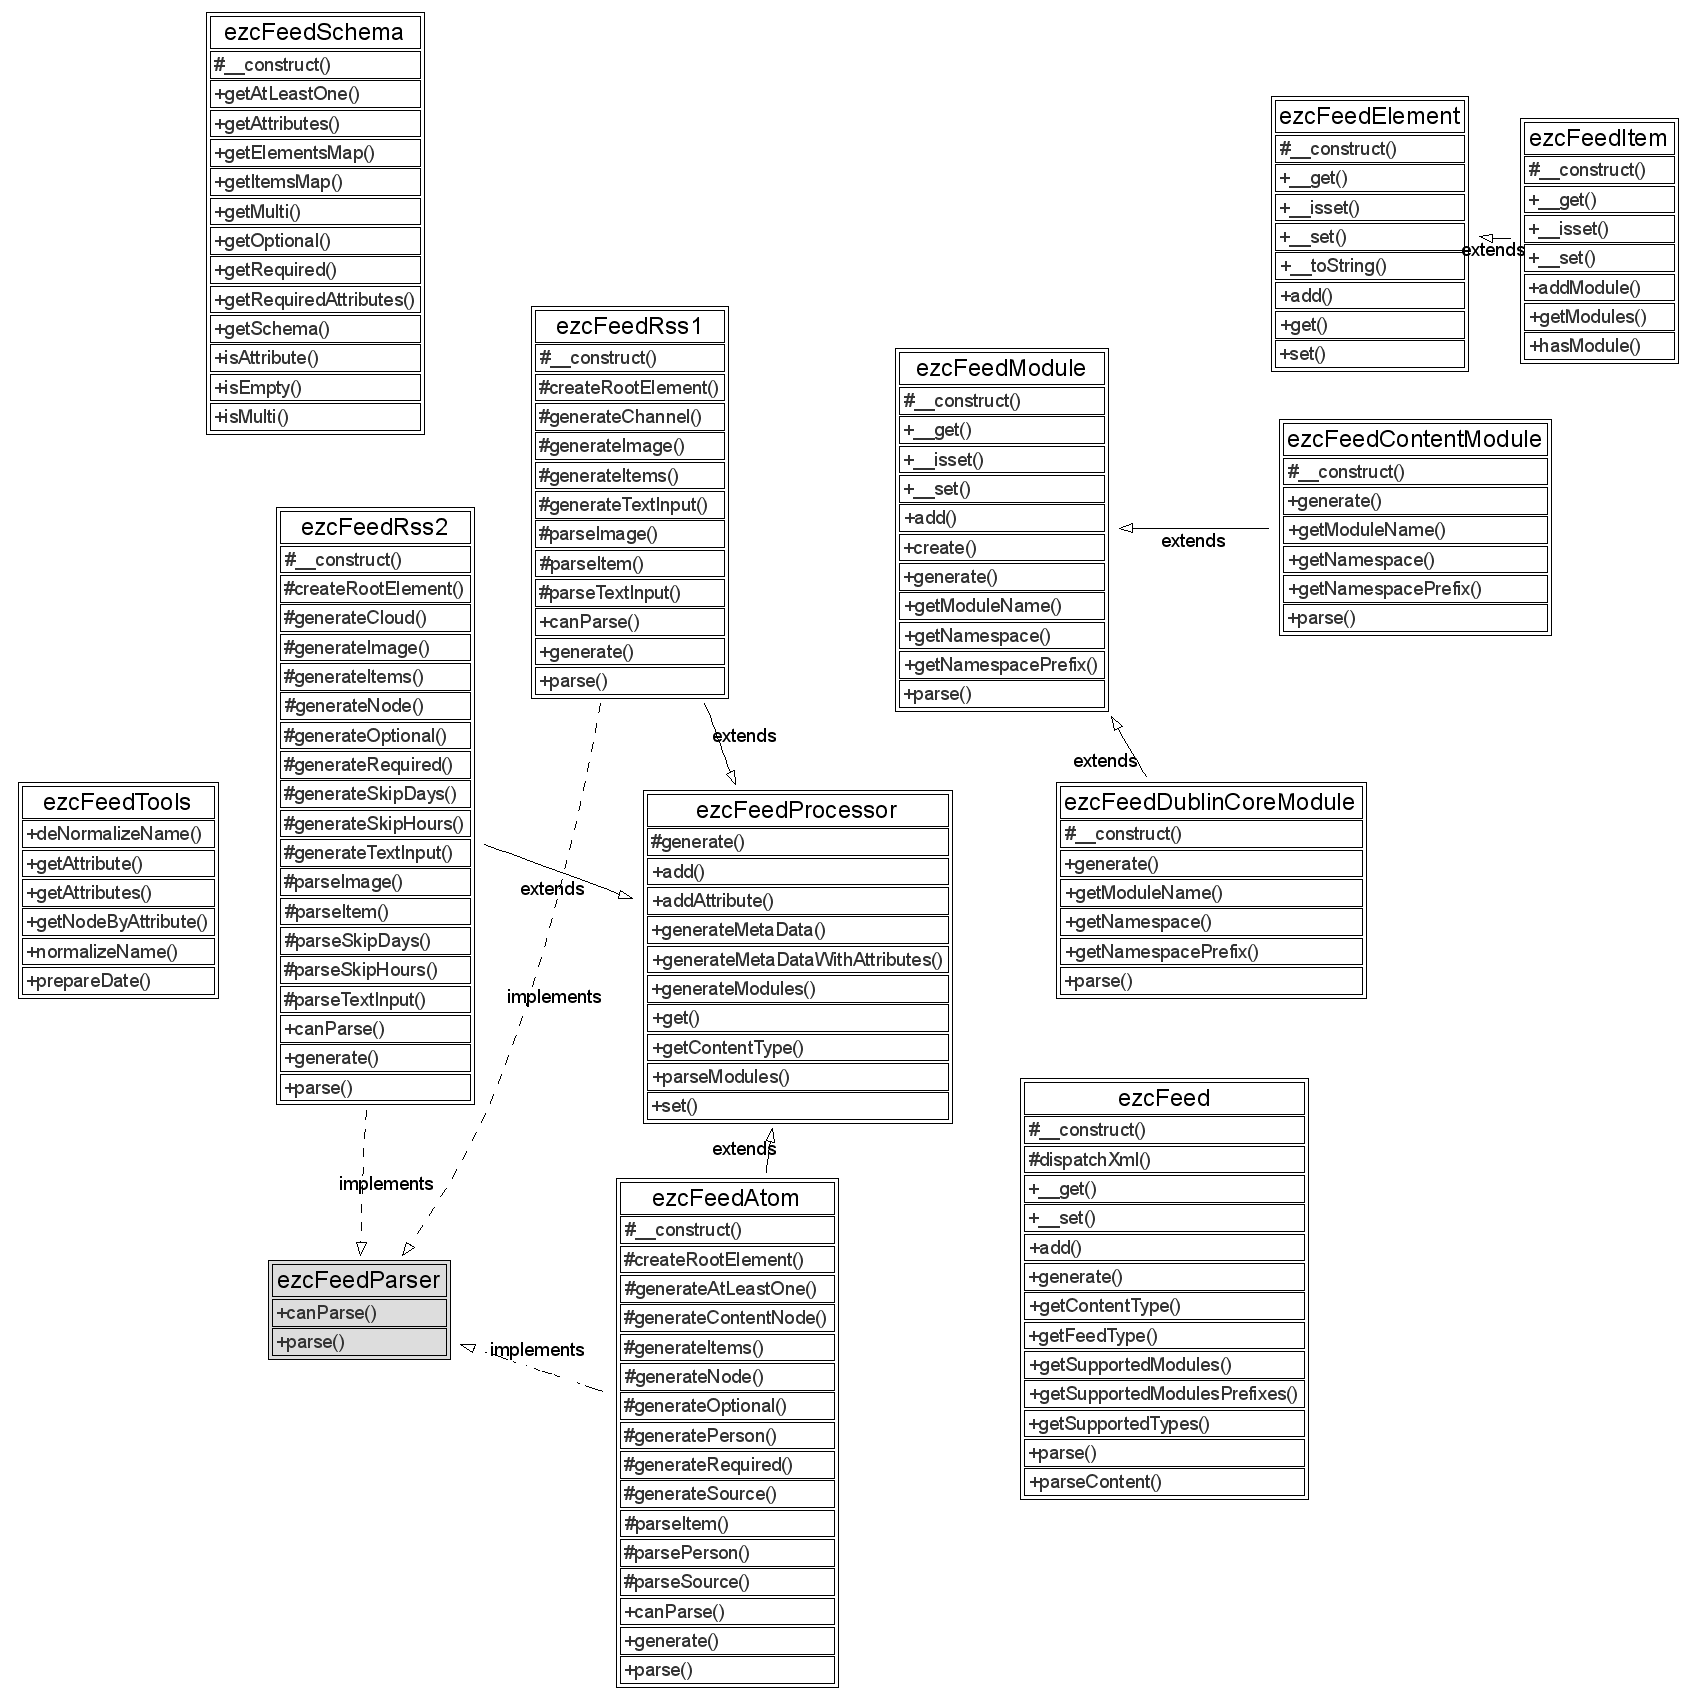 ezcFeedSchema
#__construct()
+getAtLeastOne()
+getAttributes()
+getElementsMap()
+getItemsMap()
+getMulti()
+getOptional()
+getRequired()
+getRequiredAttributes()
+getSchema()
+isAttribute()
+isEmpty()
+isMulti()
ezcFeedElement
#__construct()
+__get()
+__isset()
+__set()
+__toString()
+add()
+get()
+set()
extends
ezcFeedItem
#__construct()
+__get()
+__isset()
+__set()
+addModule()
+getModules()
+hasModule()
ezcFeedRss1
#__construct()
#createRootElement()
#generateChannel()
#generateImage()
#generateItems()
#generateTextInput()
#parseImage()
#parseItem()
#parseTextInput()
+canParse()
+generate()
+parse()
ezcFeedModule
#__construct()
+__get()
+__isset()
+__set()
+add()
+create()
+generate()
+getModuleName()
+getNamespace()
+getNamespacePrefix()
+parse()
extends
ezcFeedContentModule
#__construct()
+generate()
+getModuleName()
+getNamespace()
+getNamespacePrefix()
+parse()
ezcFeedRss2
#__construct()
#createRootElement()
#generateCloud()
#generateImage()
#generateItems()
#generateNode()
#generateOptional()
#generateRequired()
#generateSkipDays()
#generateSkipHours()
#generateTextInput()
#parseImage()
#parseItem()
#parseSkipDays()
#parseSkipHours()
#parseTextInput()
+canParse()
+generate()
+parse()
extends
extends
ezcFeedTools
+deNormalizeName()
+getAttribute()
+getAttributes()
+getNodeByAttribute()
+normalizeName()
+prepareDate()
extends
implements
ezcFeedProcessor
#generate()
+add()
+addAttribute()
+generateMetaData()
+generateMetaDataWithAttributes()
+generateModules()
+get()
+getContentType()
+parseModules()
+set()
ezcFeedDublinCoreModule
#__construct()
+generate()
+getModuleName()
+getNamespace()
+getNamespacePrefix()
+parse()
extends
implements
ezcFeedParser
+canParse()
+parse()
implements
ezcFeedAtom
#__construct()
#createRootElement()
#generateAtLeastOne()
#generateContentNode()
#generateItems()
#generateNode()
#generateOptional()
#generatePerson()
#generateRequired()
#generateSource()
#parseItem()
#parsePerson()
#parseSource()
+canParse()
+generate()
+parse()
ezcFeed
#__construct()
#dispatchXml()
+__get()
+__set()
+add()
+generate()
+getContentType()
+getFeedType()
+getSupportedModules()
+getSupportedModulesPrefixes()
+getSupportedTypes()
+parse()
+parseContent()